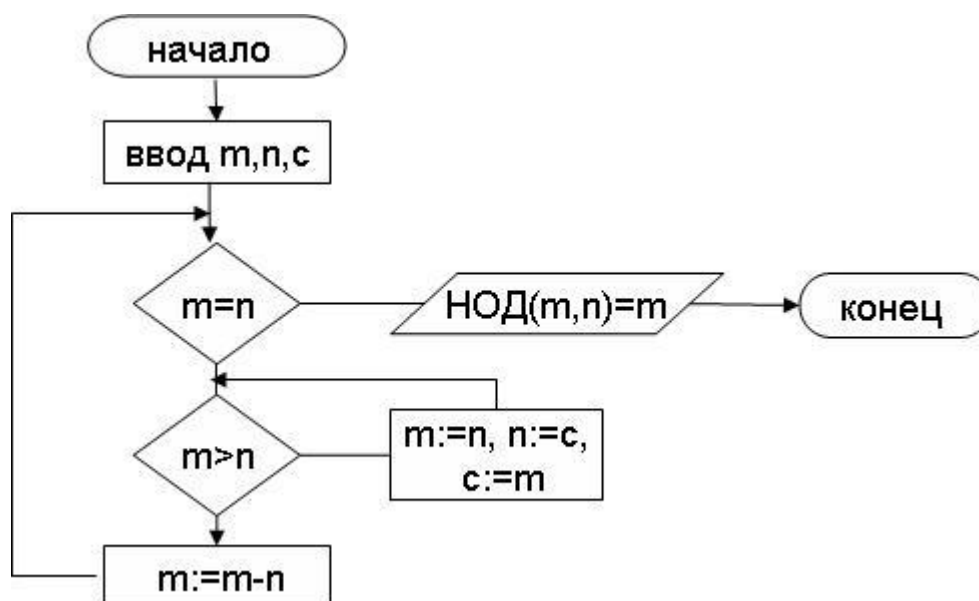 начало
ввод m,n,c
m=n
НОД(m,n)=m
конец
m>n
m:=n, n:=c,
c:=m
m:=m-n